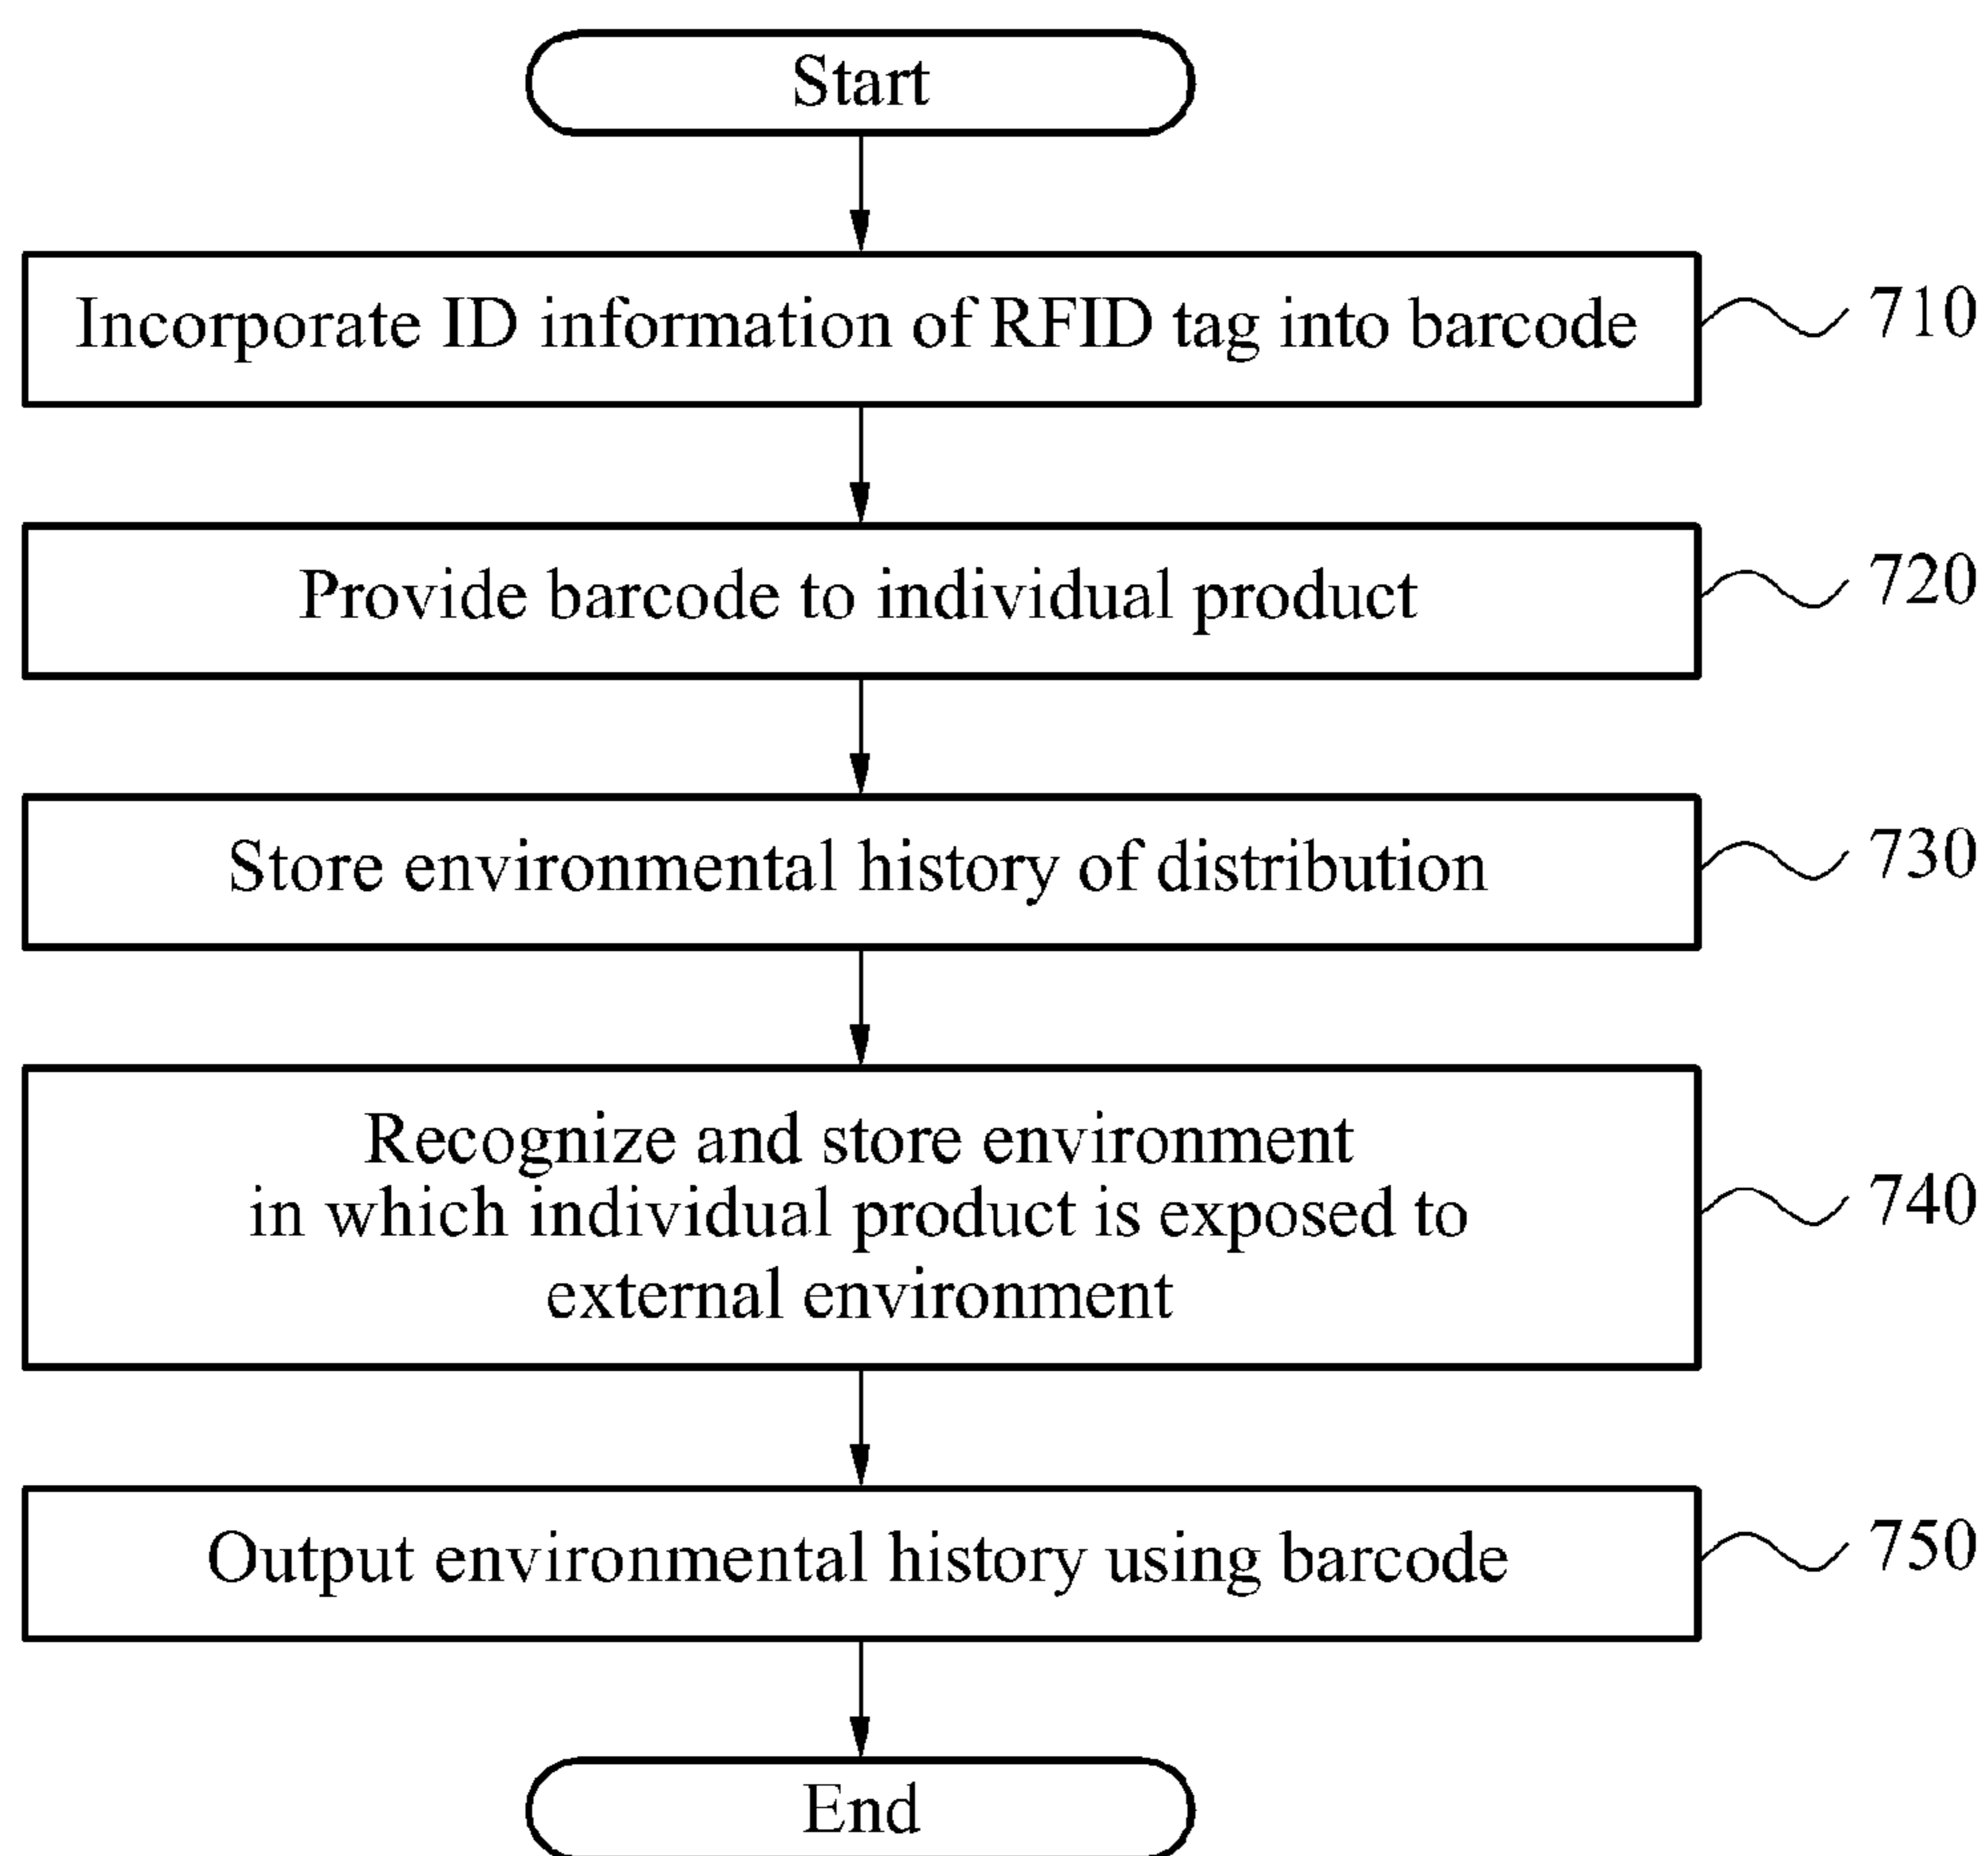 Start
Incorporate ID information of RFID tag into barcode
710
Provide barcode to individual product
720
Store environmental history of distribution
730
Recognize and store environment
in which individual product is exposed to
external environment
740
Output environmental history using barcode
750
End